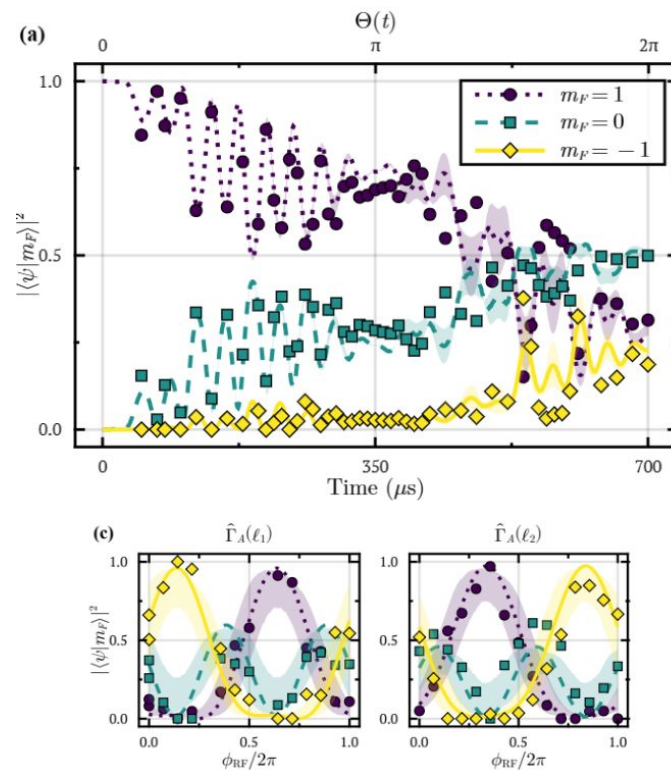 (a)
Θ(t)
0 π 2π
1.0
0.5
0.0
|⟨ψ|m_F⟩|²
m_F = 1
m_F = 0
m_F = −1
0 350 700
Time (μs)
(c)
Γ̂_A(ℓ₁) Γ̂_A(ℓ₂)
1.0 1.0
0.5 0.5
0.0 0.0
|⟨ψ|m_F⟩|²
0.0 0.5 1.0 0.0 0.5 1.0
ϕ_RF/2π ϕ_RF/2π